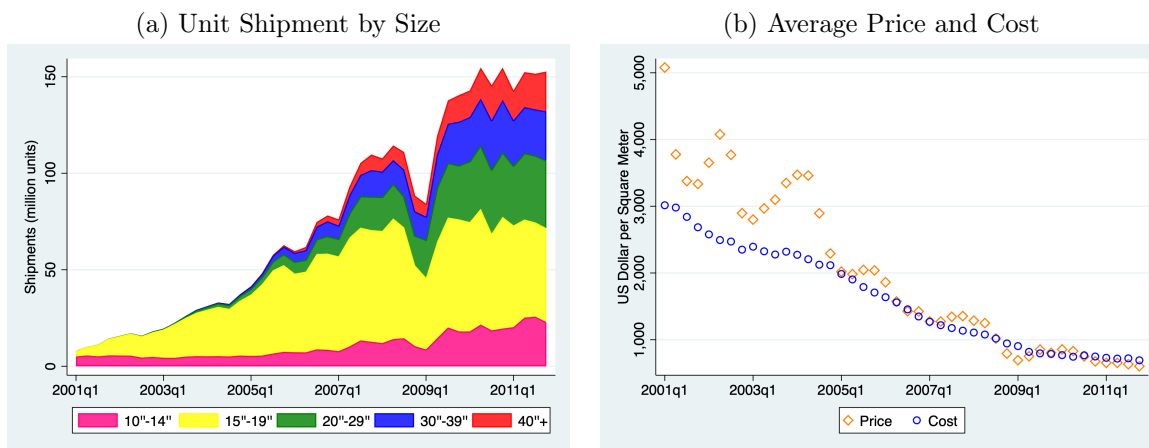 (a) Unit Shipment by Size
Shipments (million units)
150
100
50
0
2001q1 2003q1 2005q1 2007q1 2009q1 2011q1
10"-14" 15"-19" 20"-29" 30"-39" 40"+
(b) Average Price and Cost
US Dollar per Square Meter
5,000
4,000
3,000
2,000
1,000
2001q1 2003q1 2005q1 2007q1 2009q1 2011q1
Price Cost